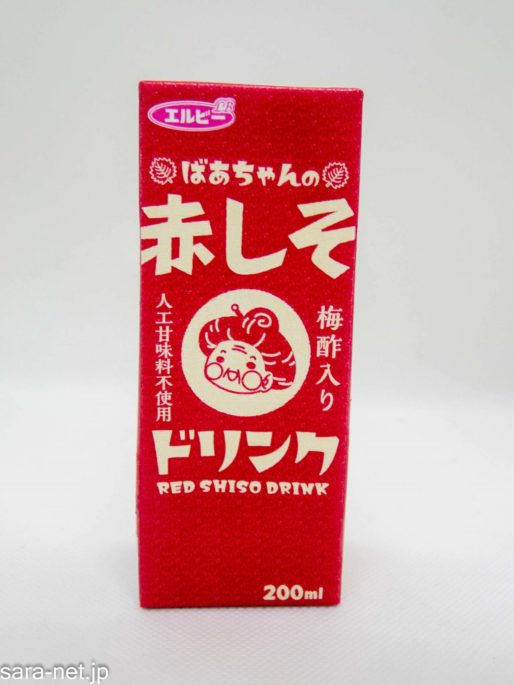 エルビー
ばあちゃんの
赤しそ
梅酢入り
人工甘味料不使用
ドリンク
RED SHISO DRINK
200ml
sara-net.jp